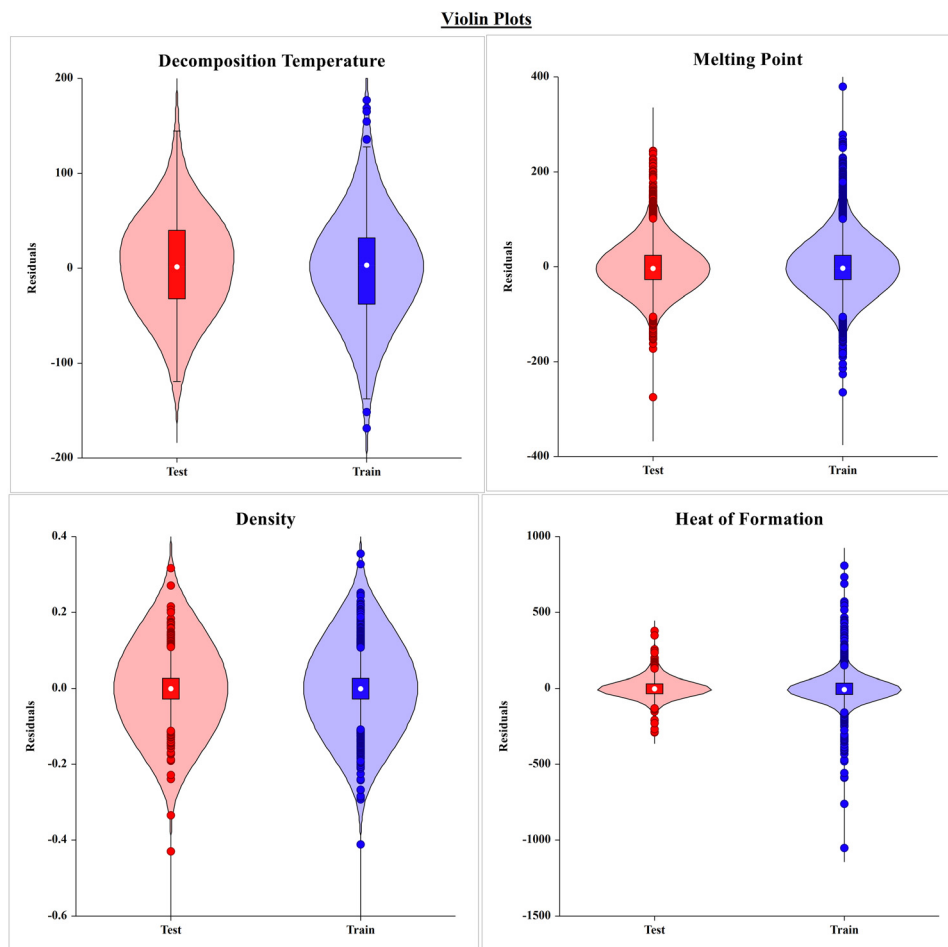 Violin Plots
Decomposition Temperature
200
100
0
-100
-200
Residuals
Test Train
Melting Point
400
200
0
-200
-400
Residuals
Test Train
Density
0.4
0.2
0.0
-0.2
-0.4
-0.6
Residuals
Test Train
Heat of Formation
1000
500
0
-500
-1000
-1500
Residuals
Test Train